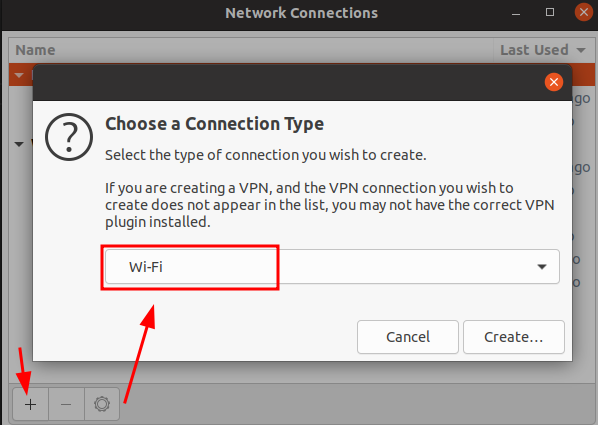 Network Connections
Name
Last Used
Choose a Connection Type
Select the type of connection you wish to create.
If you are creating a VPN, and the VPN connection you wish to
create does not appear in the list, you may not have the correct VPN
plugin installed.
Wi-Fi
Cancel
Create…